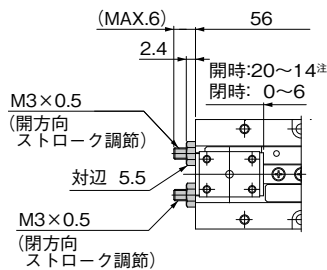 (MAX.6)
56
2.4
開時:20～14注
閉時: 0～6
M3×0.5
(開方向
ストローク調節)
対辺 5.5
M3×0.5
(閉方向
ストローク調節)